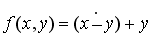 f(x,y) = (x ∸ y) + y